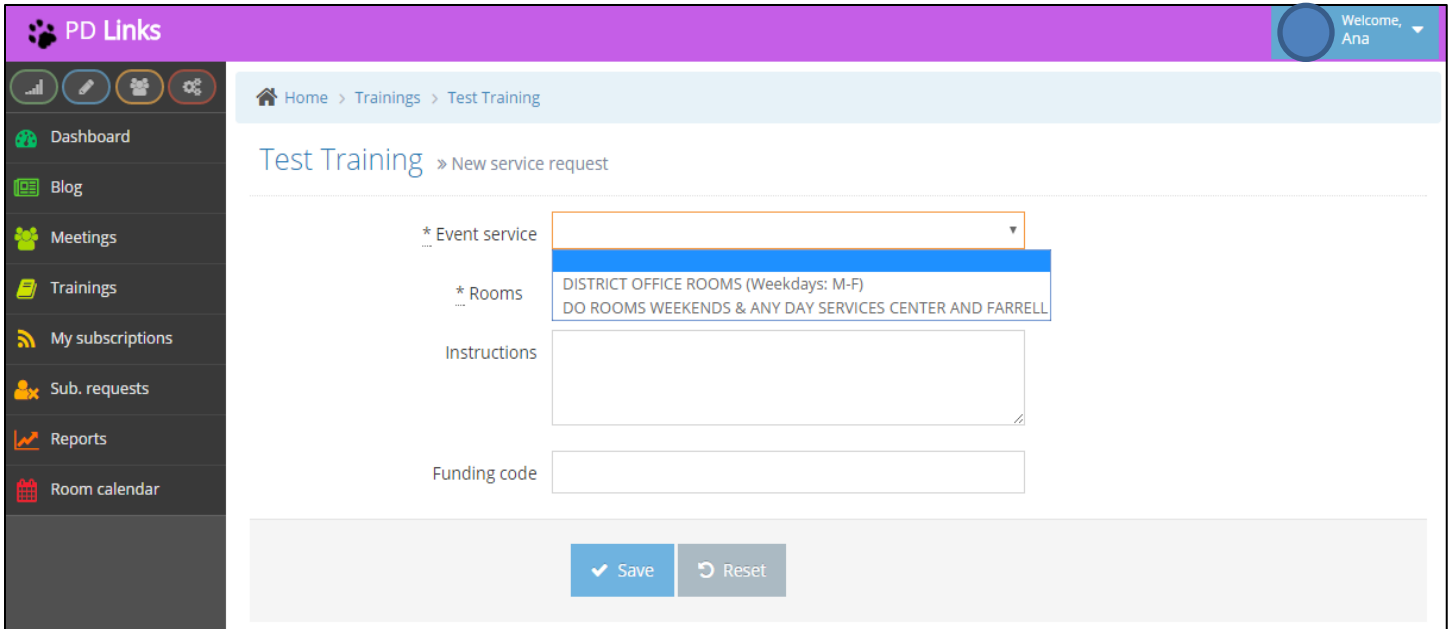 PD Links
Welcome,
Ana
Home > Trainings > Test Training
Dashboard
Blog
Meetings
Trainings
My subscriptions
Sub. requests
Reports
Room calendar
Test Training » New service request
* Event service
DISTRICT OFFICE ROOMS (Weekdays: M-F)
* Rooms
DO ROOMS WEEKENDS & ANY DAY SERVICES CENTER AND FARRELL
Instructions
Funding code
Save
Reset